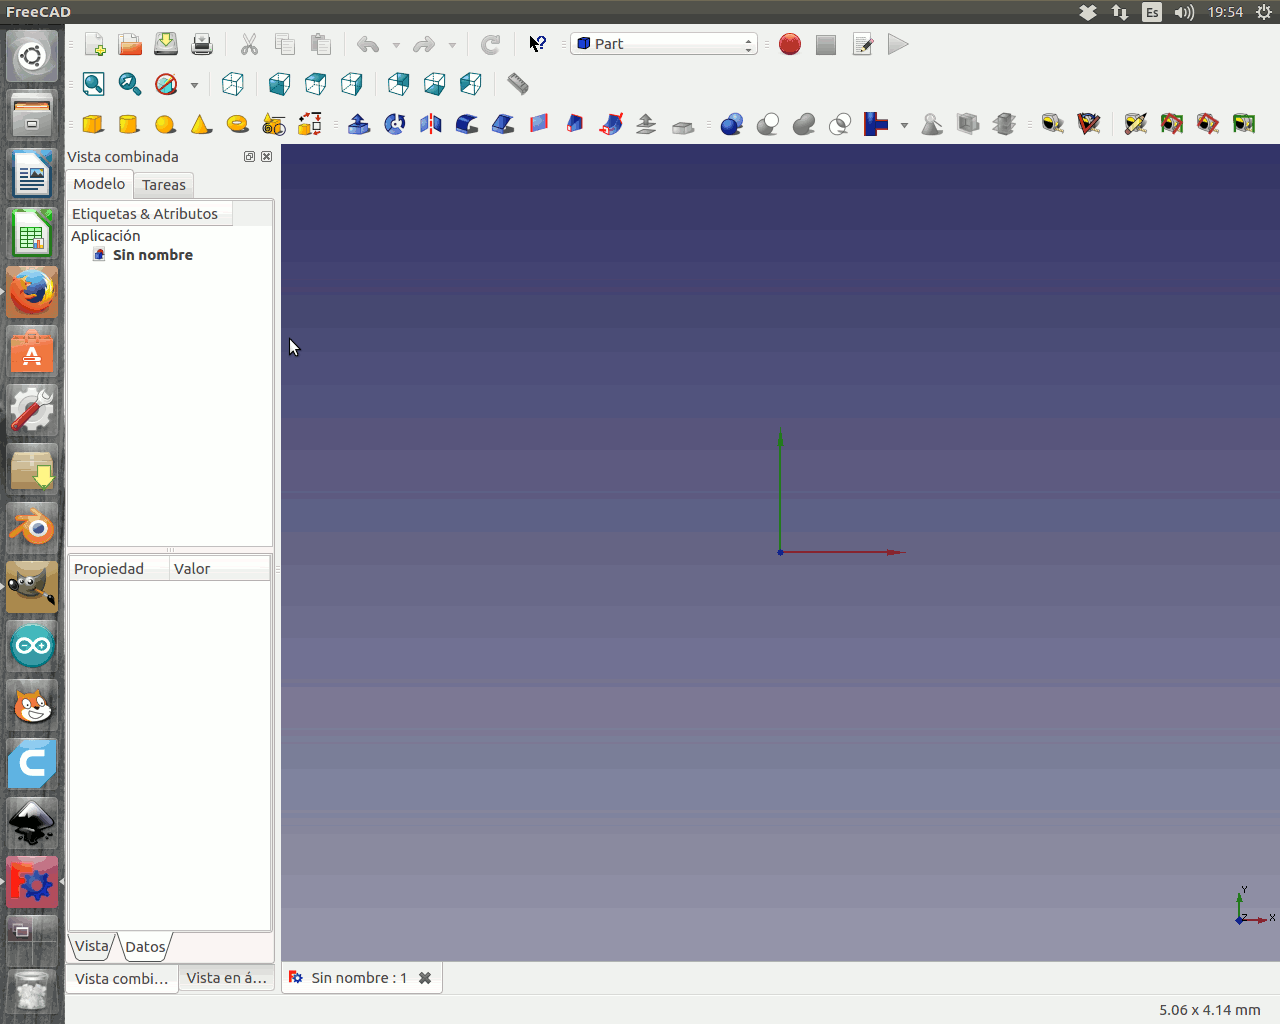 FreeCAD
Es
19:54
Part
Vista combinada
Modelo
Tareas
Etiquetas & Atributos
Aplicación
Sin nombre
Propiedad
Valor
Vista
Datos
Vista combi...
Vista en á...
Sin nombre : 1
Y
Z
X
5.06 x 4.14 mm